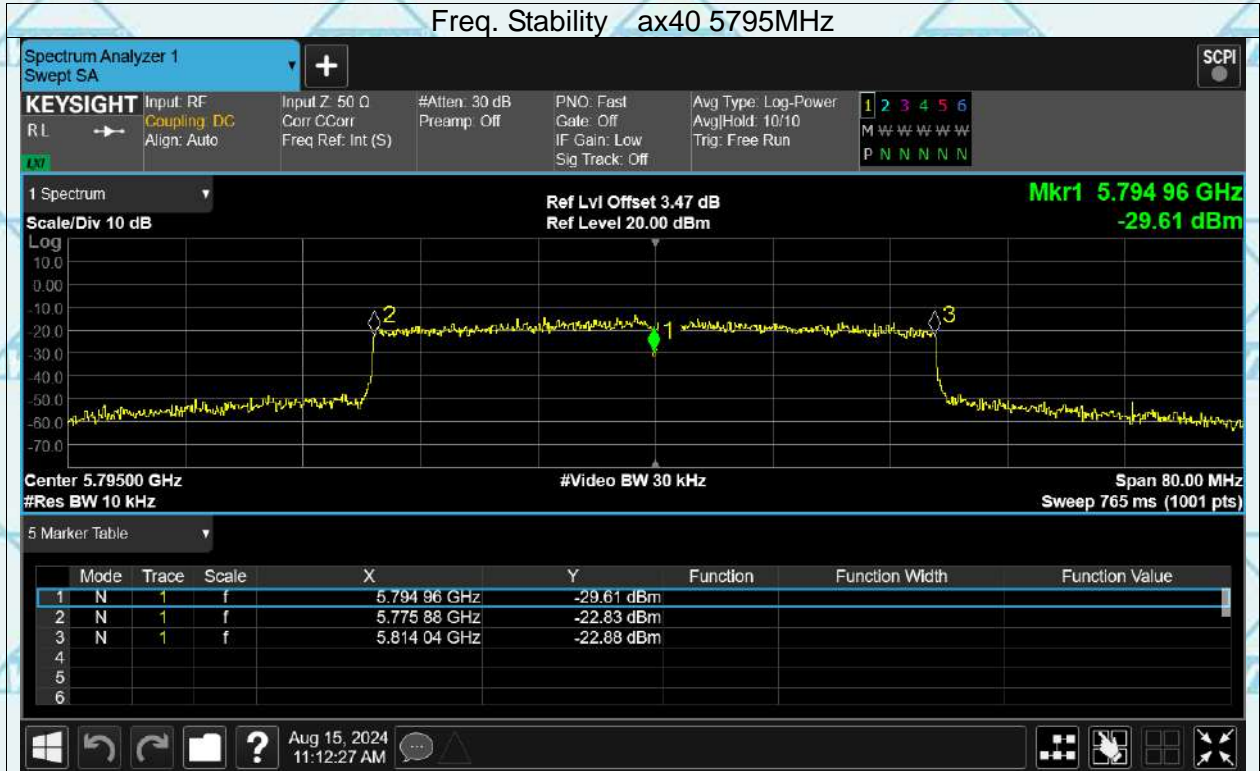 Freq. Stability ax40 5795MHz
Spectrum Analyzer 1
Swept SA
SCPI
KEYSIGHT
RL
LXI
Input: RF
Coupling: DC
Align: Auto
Input Z: 50 Ω
Corr CCorr
Freq Ref: Int (S)
#Atten: 30 dB
Preamp: Off
PNO: Fast
Gate: Off
IF Gain: Low
Sig Track: Off
Avg Type: Log-Power
Avg|Hold: 10/10
Trig: Free Run
1 2 3 4 5 6
M W W W W W
P N N N N N
1 Spectrum
Scale/Div 10 dB
Ref Lvl Offset 3.47 dB
Ref Level 20.00 dBm
Mkr1 5.794 96 GHz
-29.61 dBm
Log
10.0
0.00
-10.0
-20.0
-30.0
-40.0
-50.0
-60.0
-70.0
2
1
3
Center 5.79500 GHz
#Res BW 10 kHz
#Video BW 30 kHz
Span 80.00 MHz
Sweep 765 ms (1001 pts)
5 Marker Table
Mode Trace Scale X Y Function Function Width Function Value
1 N 1 f 5.794 96 GHz -29.61 dBm
2 N 1 f 5.775 88 GHz -22.83 dBm
3 N 1 f 5.814 04 GHz -22.88 dBm
4
5
6
?
Aug 15, 2024
11:12:27 AM